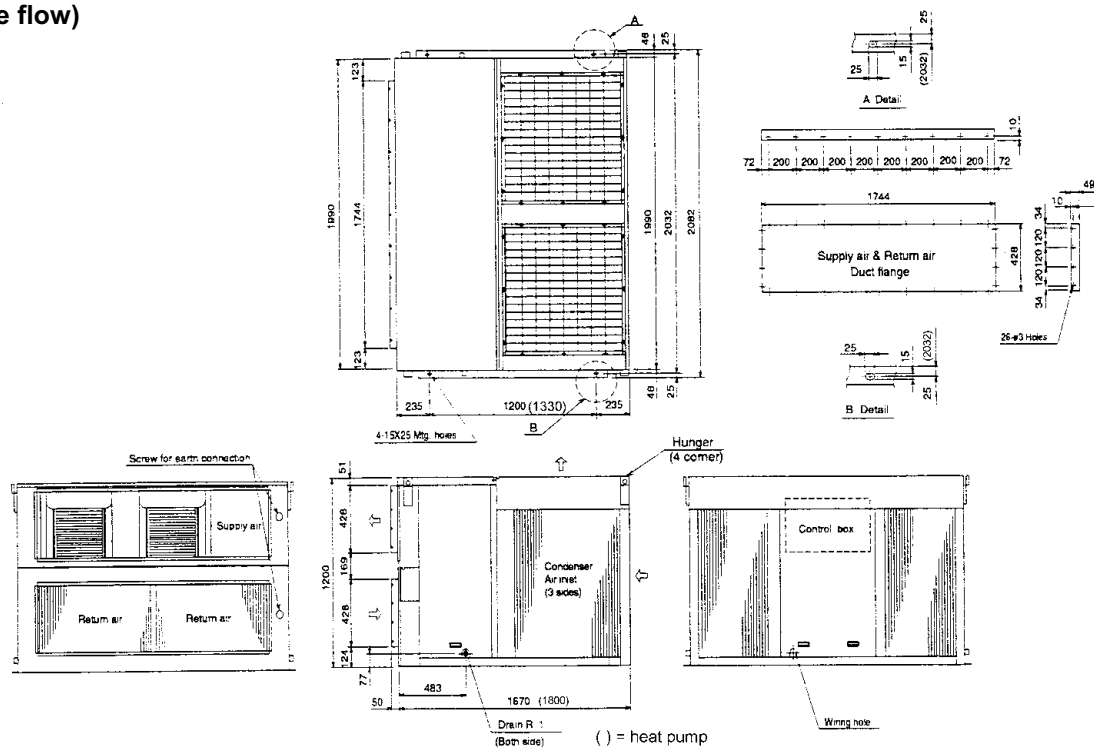 e flow)
A
46
25
123
1990
1744
123
1990
2032
2082
46
25
235
1200 (1330)
235
B
4-15X25 Mtg. holes
25
15
(2032)
25
A Detail
10
72 200 200 200 200 200 200 200 200 72
1744
Supply air & Return air
Duct flange
428
49
10
34
120
120
120
34
26-ø3 Holes
(2032)
25
15
25
B Detail
Screw for earth connection
Supply air
Return air
Return air
Hunger
(4 corner)
51
428
169
428
124
1200
77
50
483
1670 (1800)
Condenser
Air inlet
(3 sides)
Drain R 1
(Both side)
( ) = heat pump
Control box
Wiring hole